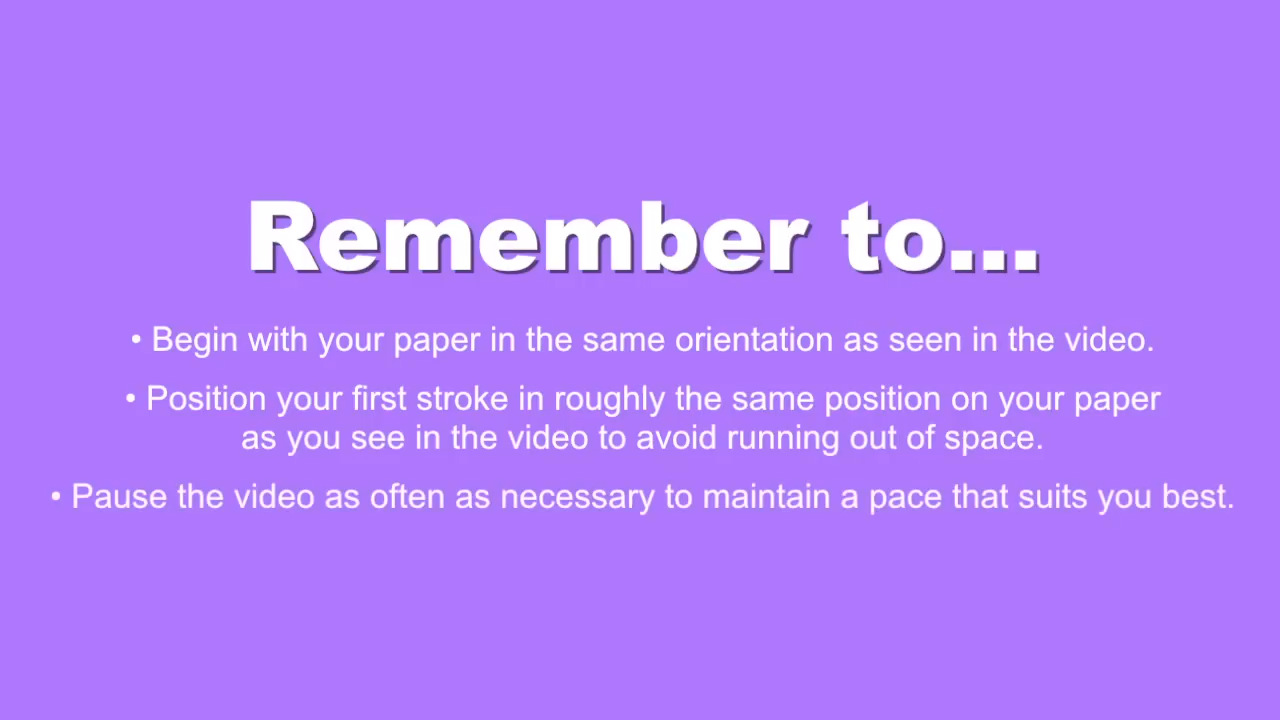 Remember to...
• Begin with your paper in the same orientation as seen in the video.
• Position your first stroke in roughly the same position on your paper
as you see in the video to avoid running out of space.
• Pause the video as often as necessary to maintain a pace that suits you best.